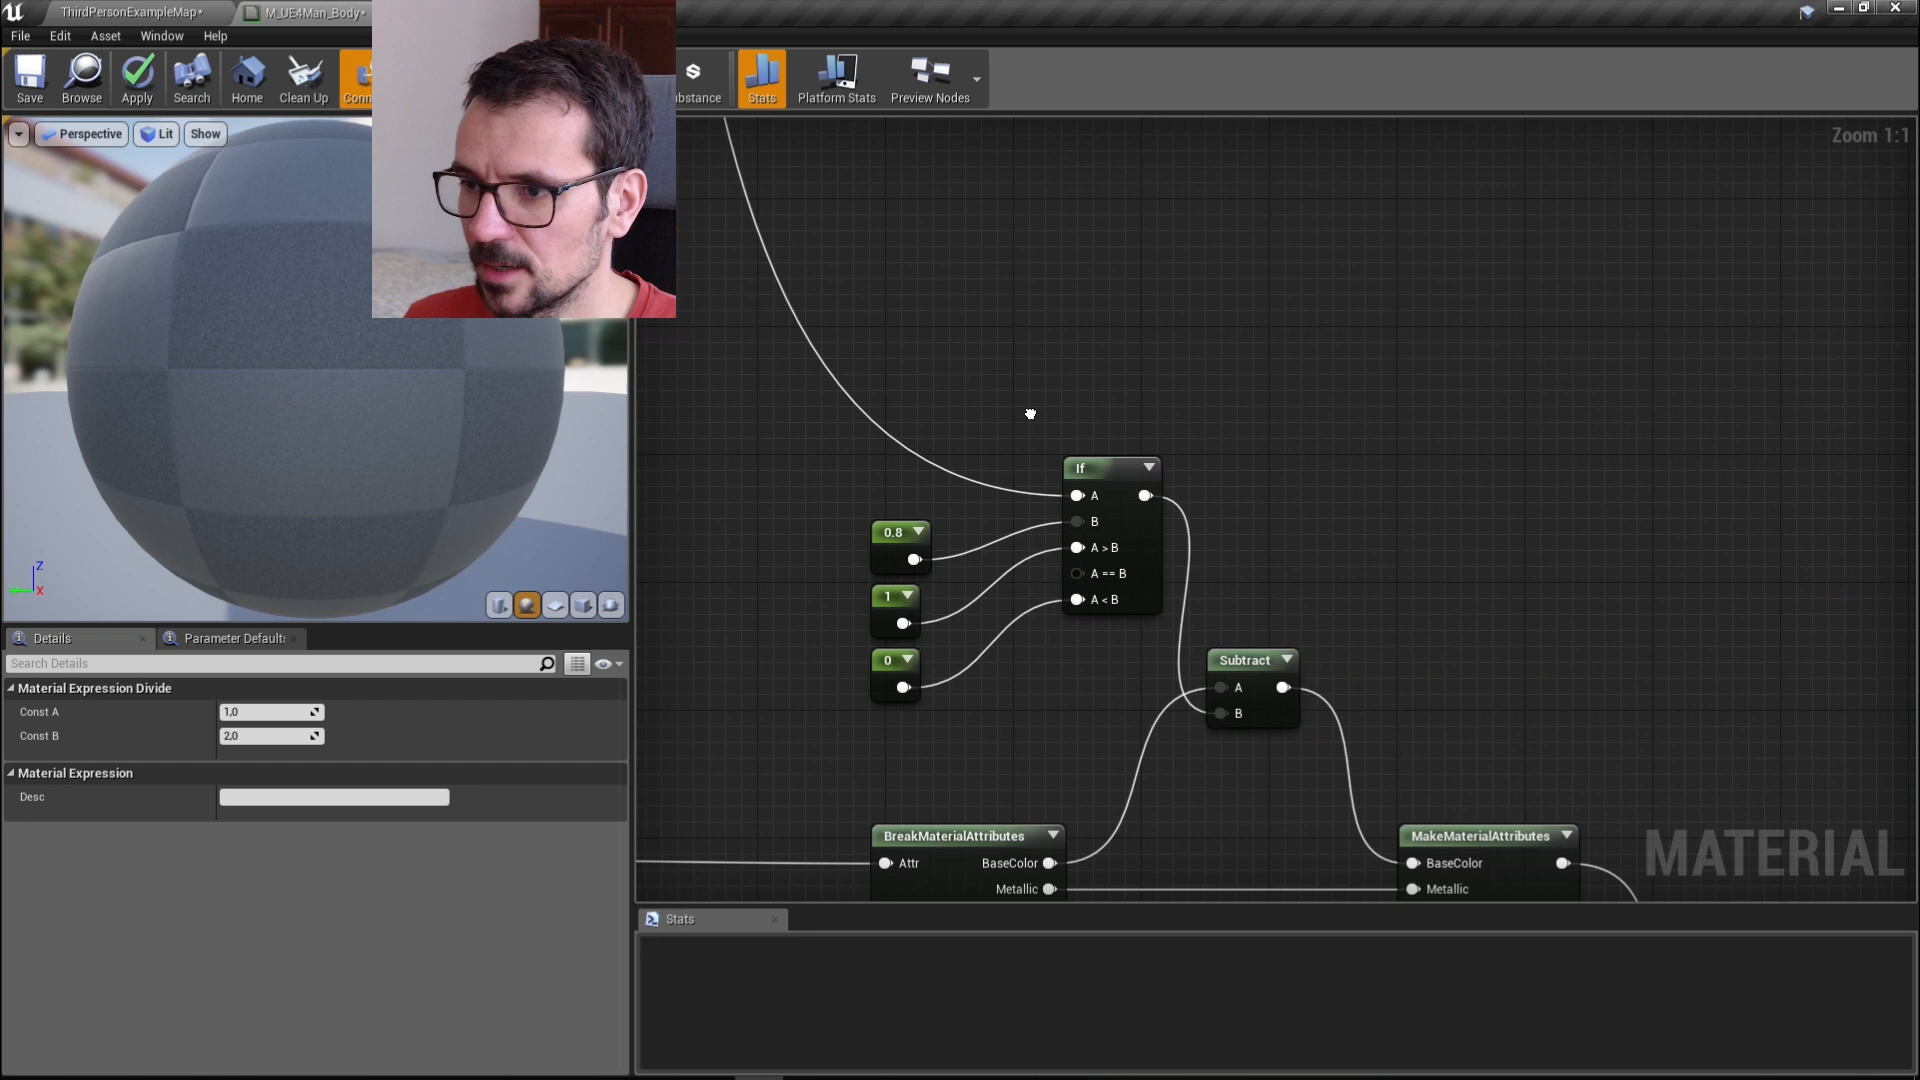 ThirdPersonExampleMap*
M_UE4Man_Body*
File Edit Asset Window Help
Save Browse Apply Search Home Clean Up Conn ubstance Stats Platform Stats Preview Nodes
Perspective Lit Show
Zoom 1:1
If
A
B
A > B
A == B
A < B
0.8
1
0
Subtract
A
B
Z
X
Details
Parameter Defaults
Search Details
Material Expression Divide
Const A 1,0
Const B 2,0
Material Expression
Desc
BreakMaterialAttributes
Attr BaseColor
Metallic
MakeMaterialAttributes
BaseColor
Metallic
MATERIAL
Stats